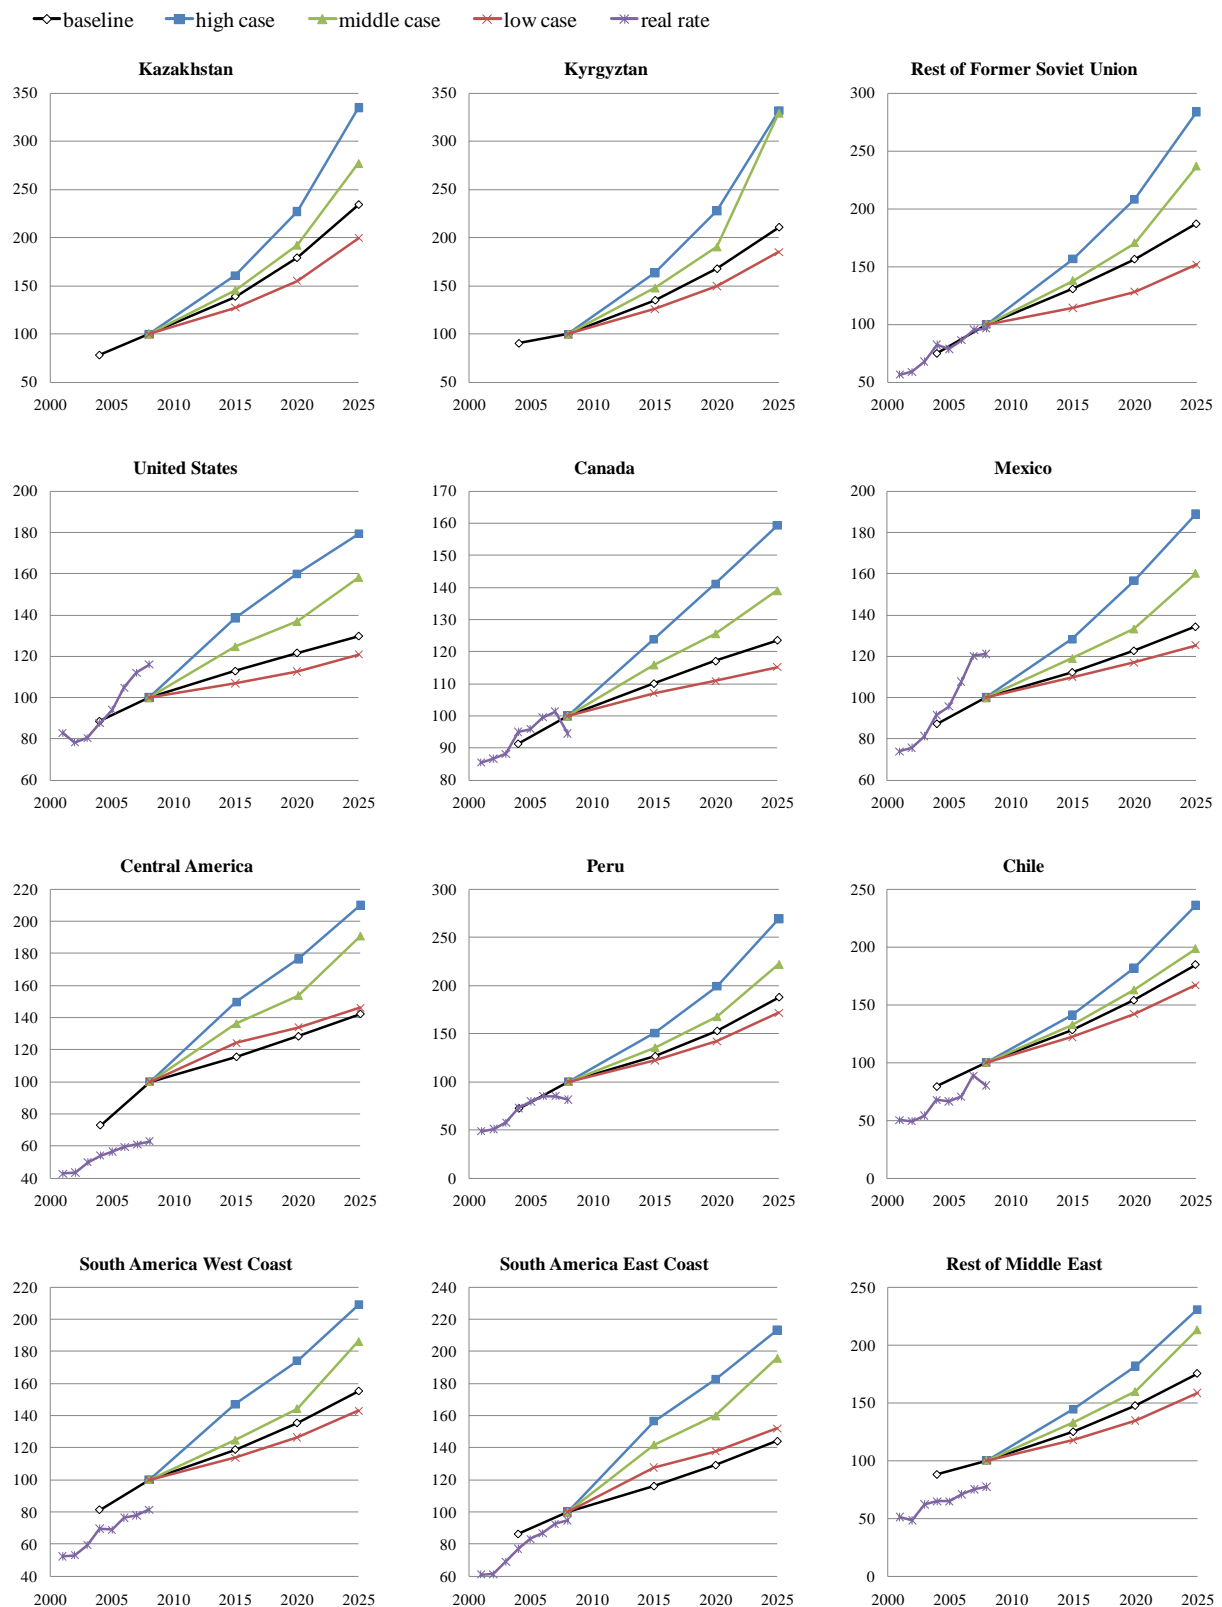 baseline high case middle case low case real rate
Kazakhstan Kyrgyztan Rest of Former Soviet Union
350 350 300
300 300 250
250 250 200
200 200 150
150 150 100
100 100 50
50 50
2000 2005 2010 2015 2020 2025 2000 2005 2010 2015 2020 2025 2000 2005 2010 2015 2020 2025
United States Canada Mexico
200 170 200
180 160 180
160 150 160
140 140 140
120 130 120
100 120 100
80 110 80
60 100 60
90
80
2000 2005 2010 2015 2020 2025 2000 2005 2010 2015 2020 2025 2000 2005 2010 2015 2020 2025
Central America Peru Chile
220 300 250
200 250 200
180 200 150
160 150 100
140 100 50
120 50 0
100 0
80
60
40
2000 2005 2010 2015 2020 2025 2000 2005 2010 2015 2020 2025 2000 2005 2010 2015 2020 2025
South America West Coast South America East Coast Rest of Middle East
220 240 250
200 220 200
180 200 150
160 180 100
140 160 50
120 140 0
100 120
80 100
60 80
40 60
2000 2005 2010 2015 2020 2025 2000 2005 2010 2015 2020 2025 2000 2005 2010 2015 2020 2025